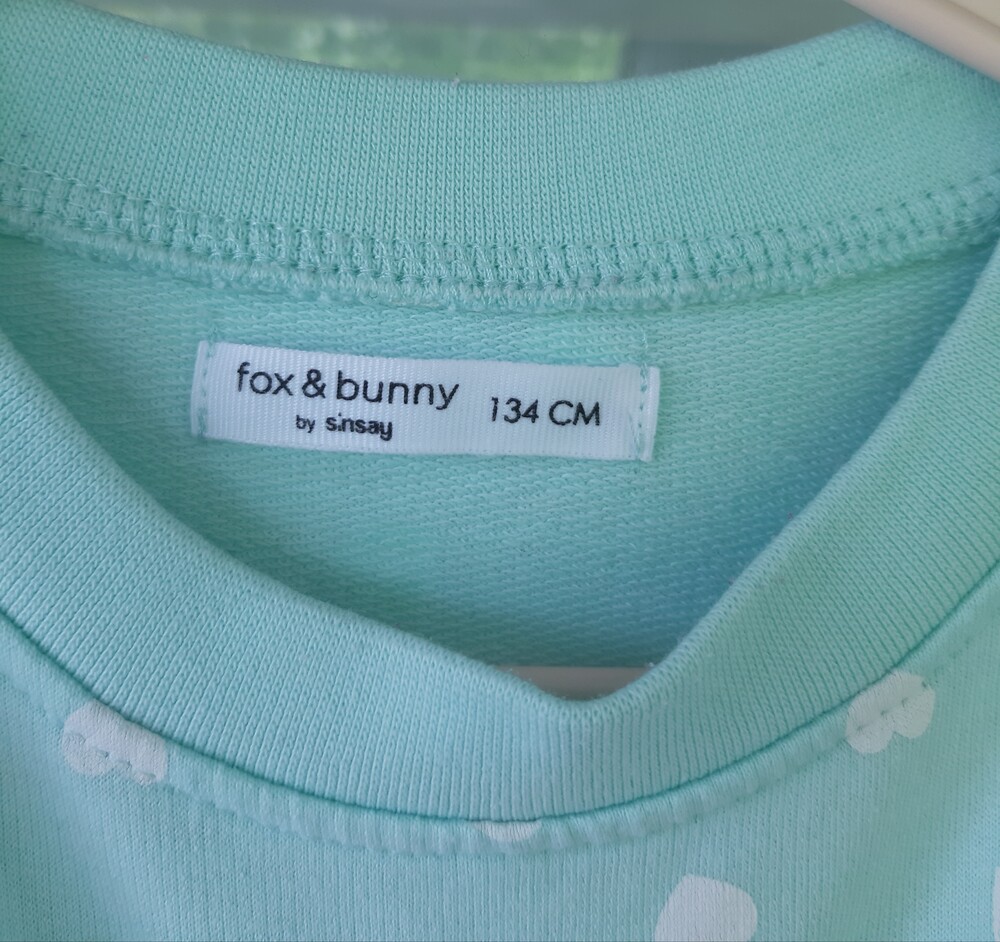 fox & bunny
by sinsay
134 CM